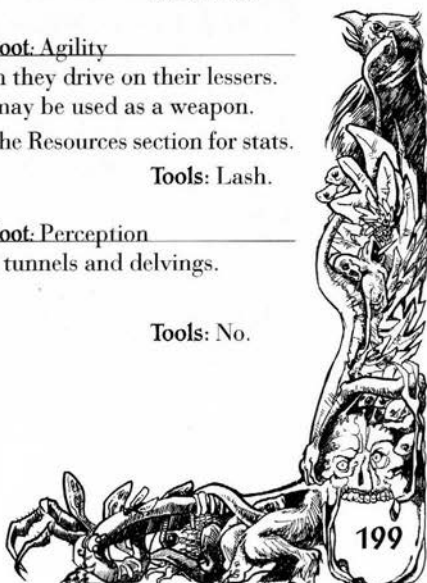 oot: Agility
n they drive on their lessers.
may be used as a weapon.
he Resources section for stats.
Tools: Lash.
oot: Perception
tunnels and delvings.
Tools: No.
199